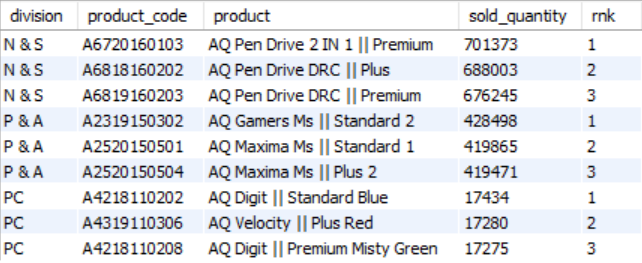 division product_code product sold_quantity rnk
N & S A6720160103 AQ Pen Drive 2 IN 1 || Premium 701373 1
N & S A6818160202 AQ Pen Drive DRC || Plus 688003 2
N & S A6819160203 AQ Pen Drive DRC || Premium 676245 3
P & A A2319150302 AQ Gamers Ms || Standard 2 428498 1
P & A A2520150501 AQ Maxima Ms || Standard 1 419865 2
P & A A2520150504 AQ Maxima Ms || Plus 2 419471 3
PC A4218110202 AQ Digit || Standard Blue 17434 1
PC A4319110306 AQ Velocity || Plus Red 17280 2
PC A4218110208 AQ Digit || Premium Misty Green 17275 3